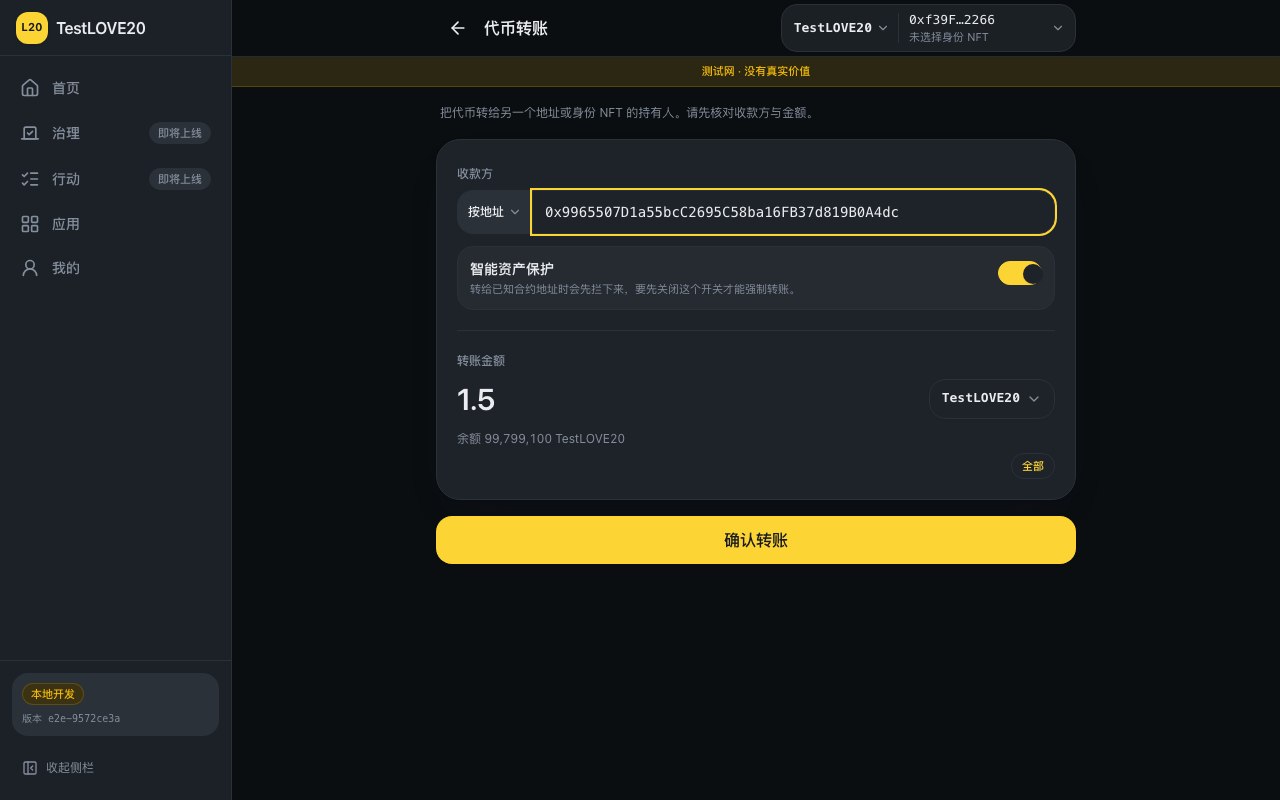 L20 TestLOVE20
首页
治理 即将上线
行动 即将上线
应用
我的
本地开发
版本 e2e-9572ce3a
收起侧栏
代币转账
TestLOVE20
0xf39F…2266
未选择身份 NFT
测试网 · 没有真实价值
把代币转给另一个地址或身份 NFT 的持有人。请先核对收款方与金额。
收款方
按地址 0x9965507D1a55bcC2695C58ba16FB37d819B0A4dc
智能资产保护
转给已知合约地址时会先拦下来，要先关闭这个开关才能强制转账。
转账金额
1.5 TestLOVE20
余额 99,799,100 TestLOVE20
全部
确认转账